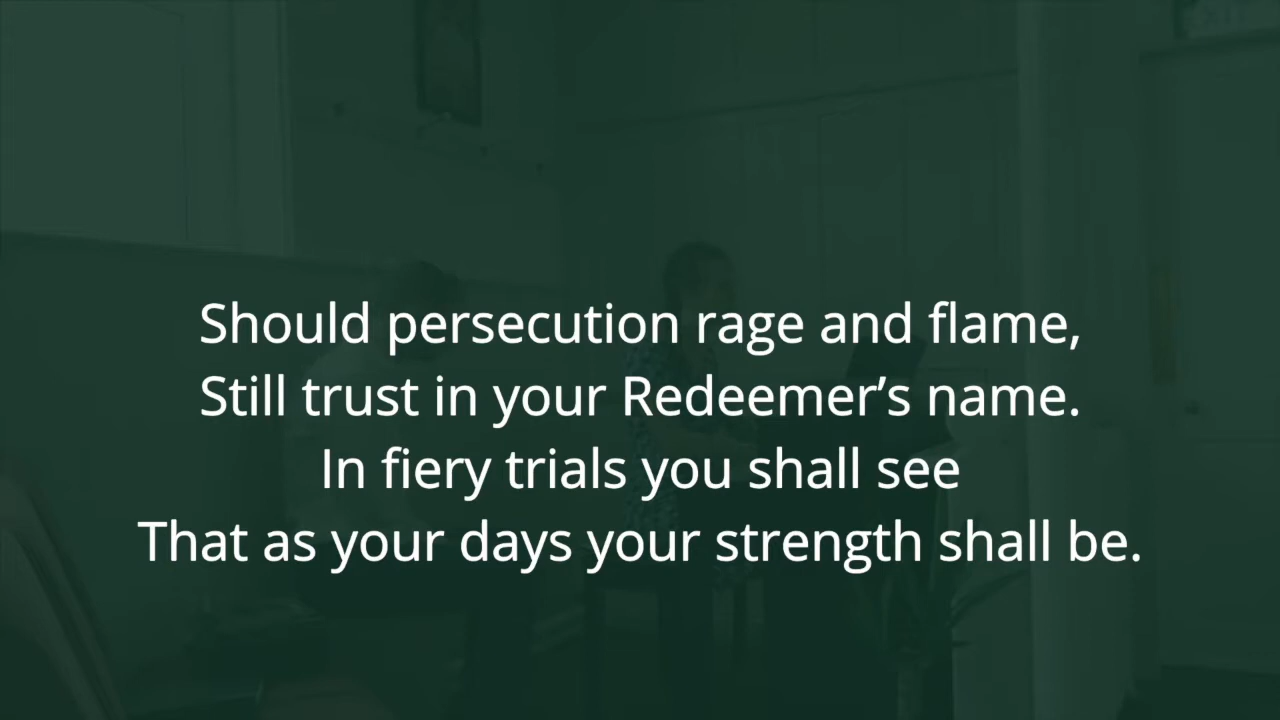 Should persecution rage and flame,
Still trust in your Redeemer’s name.
In fiery trials you shall see
That as your days your strength shall be.